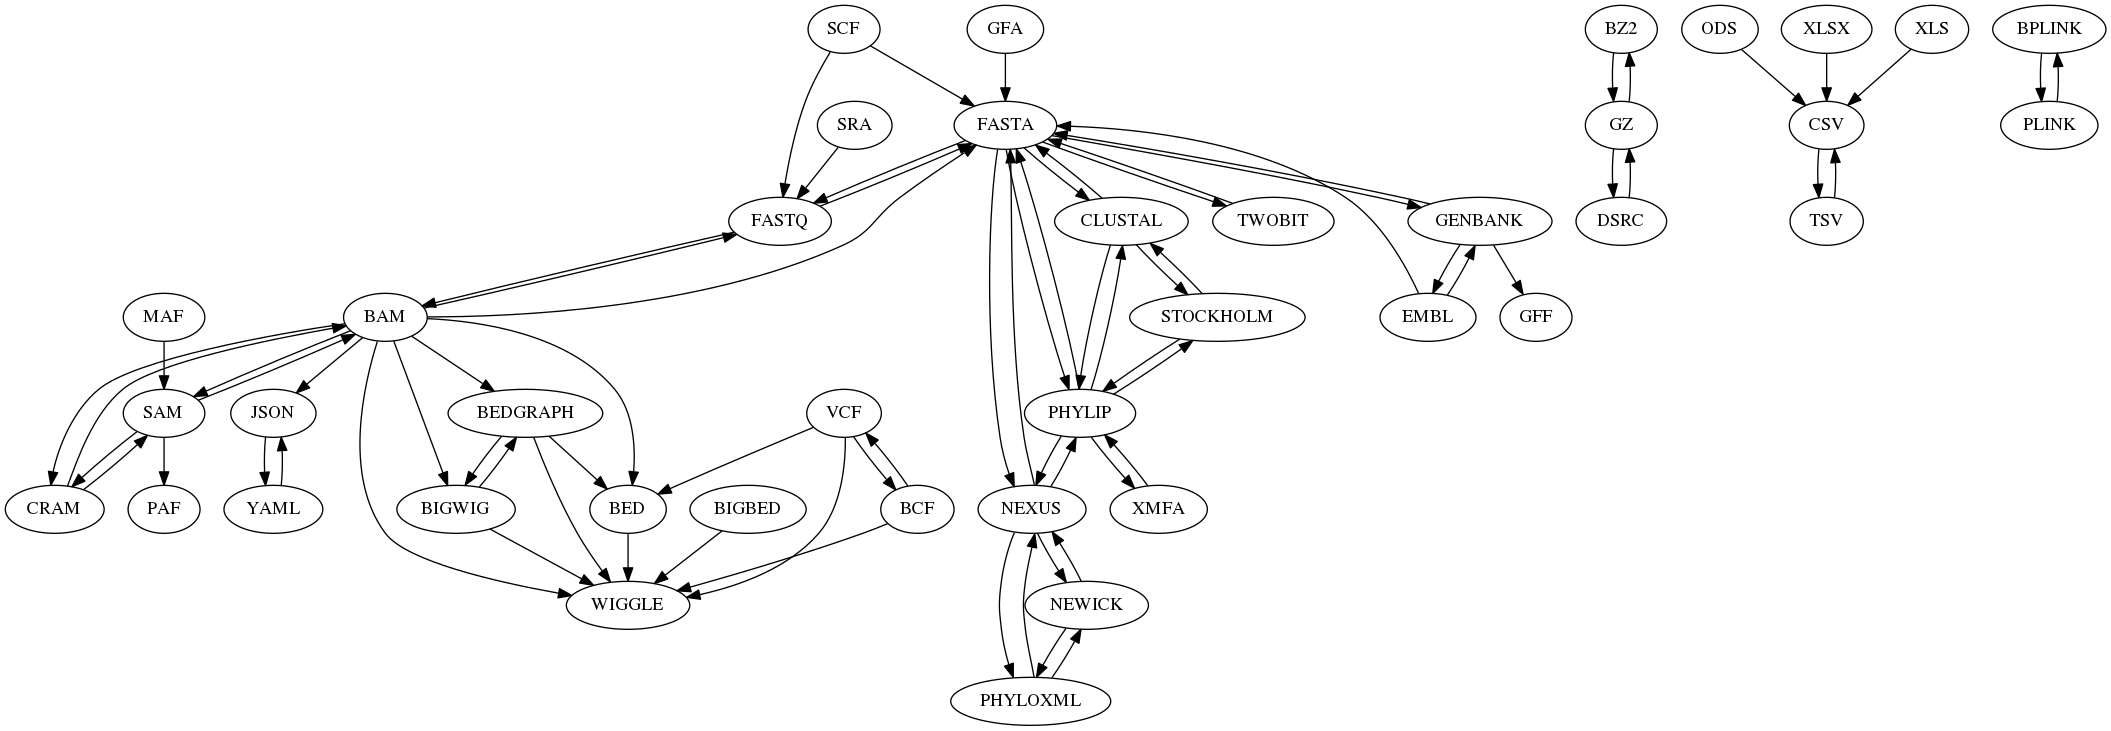 SCF
GFA
BZ2
ODS
XLSX
XLS
BPLINK
SRA
FASTA
GZ
CSV
PLINK
FASTQ
CLUSTAL
TWOBIT
GENBANK
DSRC
TSV
MAF
BAM
STOCKHOLM
EMBL
GFF
SAM
JSON
BEDGRAPH
VCF
PHYLIP
CRAM
PAF
YAML
BIGWIG
BED
BIGBED
BCF
NEXUS
XMFA
WIGGLE
NEWICK
PHYLOXML